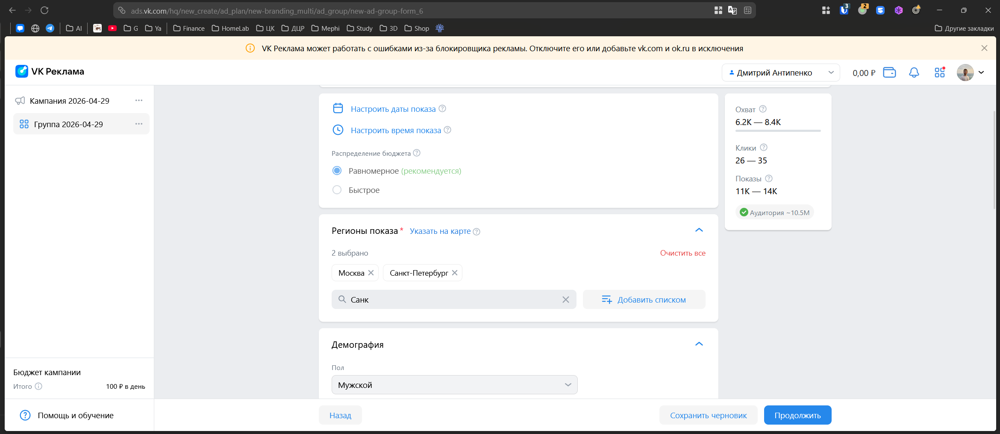 ads.vk.com/hq/new_create/ad_plan/new-branding_multi/ad_group/new-ad-group-form_6
3
2
AI
G
Ya
Finance
HomeLab
ЦК
ДЦР
Mephi
Study
3D
Shop
Другие закладки
VK Реклама может работать с ошибками из-за блокировщика рекламы. Отключите его или добавьте vk.com и ok.ru в исключения
VK Реклама
Дмитрий Антипенко
0,00 ₽
Кампания 2026-04-29
Группа 2026-04-29
Бюджет кампании
Итого
100 ₽ в день
Помощь и обучение
Настроить даты показа
Настроить время показа
Распределение бюджета
Равномерное (рекомендуется)
Быстрое
Регионы показа* Указать на карте
2 выбрано
Очистить все
Москва
Санкт-Петербург
Санк
Добавить списком
Демография
Пол
Мужской
Охват
6.2K — 8.4K
Клики
26 — 35
Показы
11K — 14K
Аудитория ~10.5M
Назад
Сохранить черновик
Продолжить